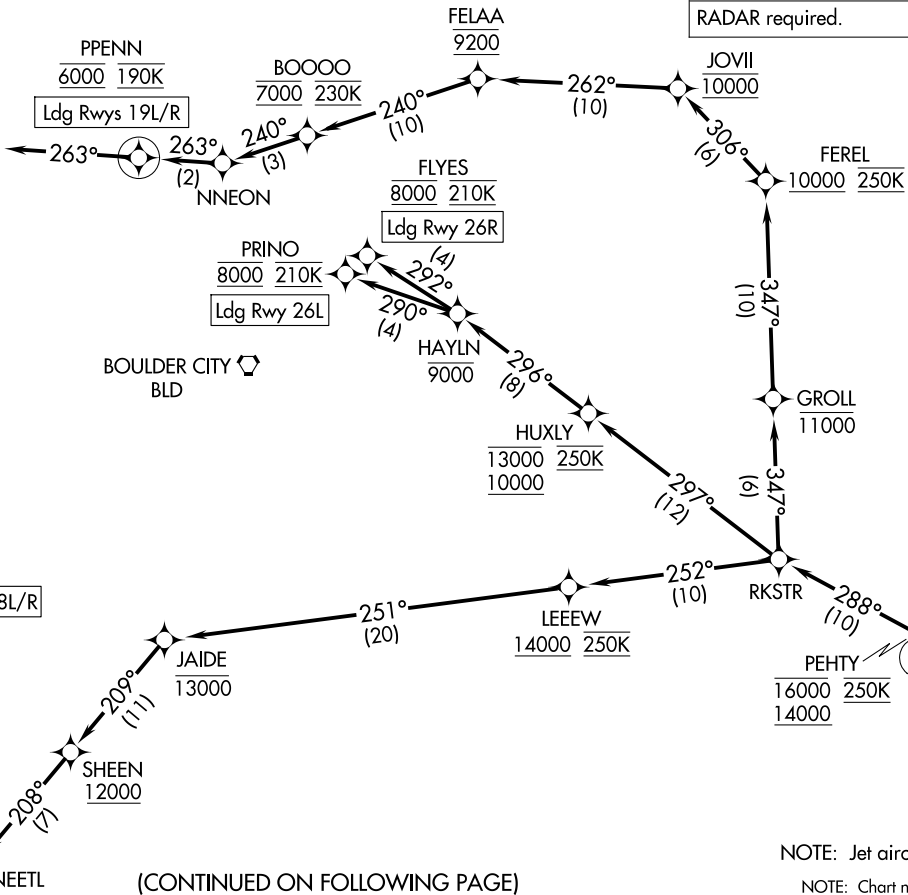 RADAR required.
FELAA
9200
PPENN
6000 190K
Ldg Rwys 19L/R
BOOOO
7000 230K
JOVII
10000
262°
(10)
240°
(10)
240°
(3)
263°
263°
(2)
NNEON
306°
(6)
FEREL
10000 250K
FLYES
8000 210K
Ldg Rwy 26R
(4)
292°
PRINO
8000 210K
Ldg Rwy 26L
290°
(4)
347°
(10)
HAYLN
9000
BOULDER CITY
BLD
296°
(8)
GROLL
11000
HUXLY
13000 250K
10000
297°
(12)
347°
(6)
RKSTR
252°
(10)
288°
(10)
8L/R
251°
(20)
LEEEW
14000 250K
JAIDE
13000
PEHTY
16000 250K
14000
209°
(11)
SHEEN
12000
208°
(7)
NEETL
(CONTINUED ON FOLLOWING PAGE)
NOTE: Jet airc
NOTE: Chart n